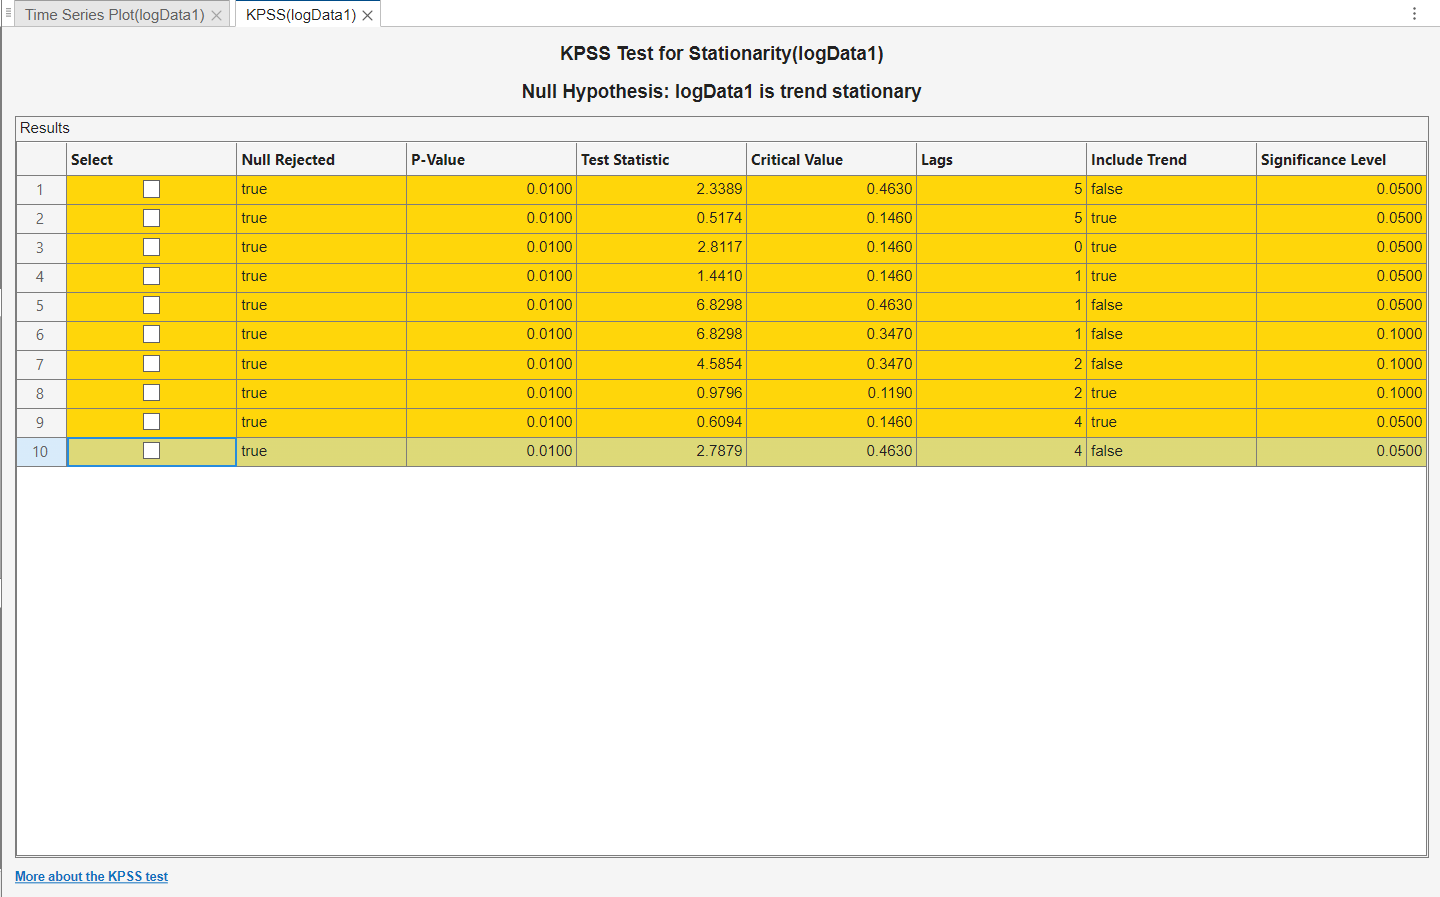 Time Series Plot(logData1) KPSS(logData1)
KPSS Test for Stationarity(logData1)
Null Hypothesis: logData1 is trend stationary
Results
Select Null Rejected P-Value Test Statistic Critical Value Lags Include Trend Significance Level
1 true 0.0100 2.3389 0.4630 5 false 0.0500
2 true 0.0100 0.5174 0.1460 5 true 0.0500
3 true 0.0100 2.8117 0.1460 0 true 0.0500
4 true 0.0100 1.4410 0.1460 1 true 0.0500
5 true 0.0100 6.8298 0.4630 1 false 0.0500
6 true 0.0100 6.8298 0.3470 1 false 0.1000
7 true 0.0100 4.5854 0.3470 2 false 0.1000
8 true 0.0100 0.9796 0.1190 2 true 0.1000
9 true 0.0100 0.6094 0.1460 4 true 0.0500
10 true 0.0100 2.7879 0.4630 4 false 0.0500
More about the KPSS test